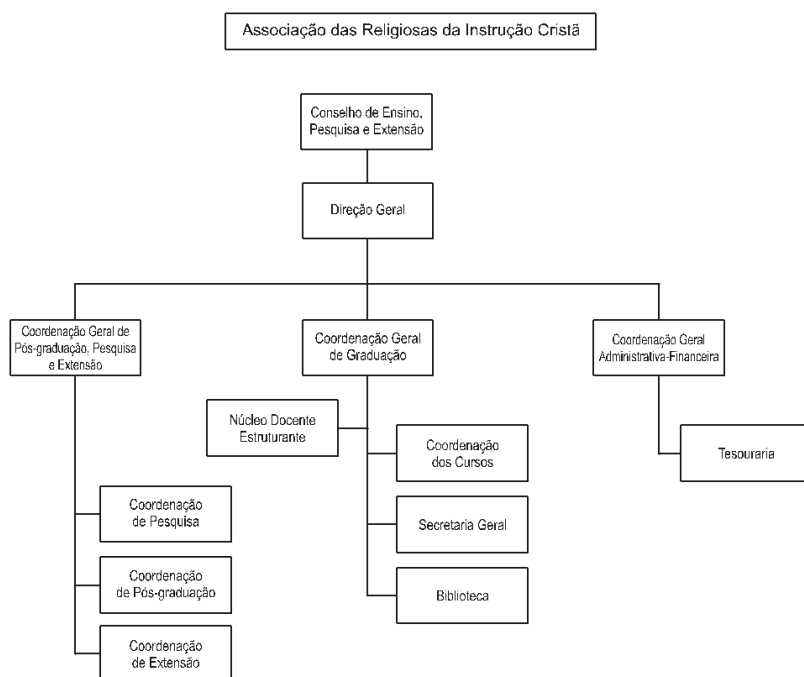 Associação das Religiosas da Instrução Cristã
Conselho de Ensino,
Pesquisa e Extensão
Direção Geral
Coordenação Geral de
Pós-graduação, Pesquisa
e Extensão
Coordenação Geral
de Graduação
Coordenação Geral
Administrativa-Financeira
Núcleo Docente
Estruturante
Coordenação
dos Cursos
Tesouraria
Coordenação
de Pesquisa
Secretaria Geral
Coordenação
de Pós-graduação
Biblioteca
Coordenação
de Extensão